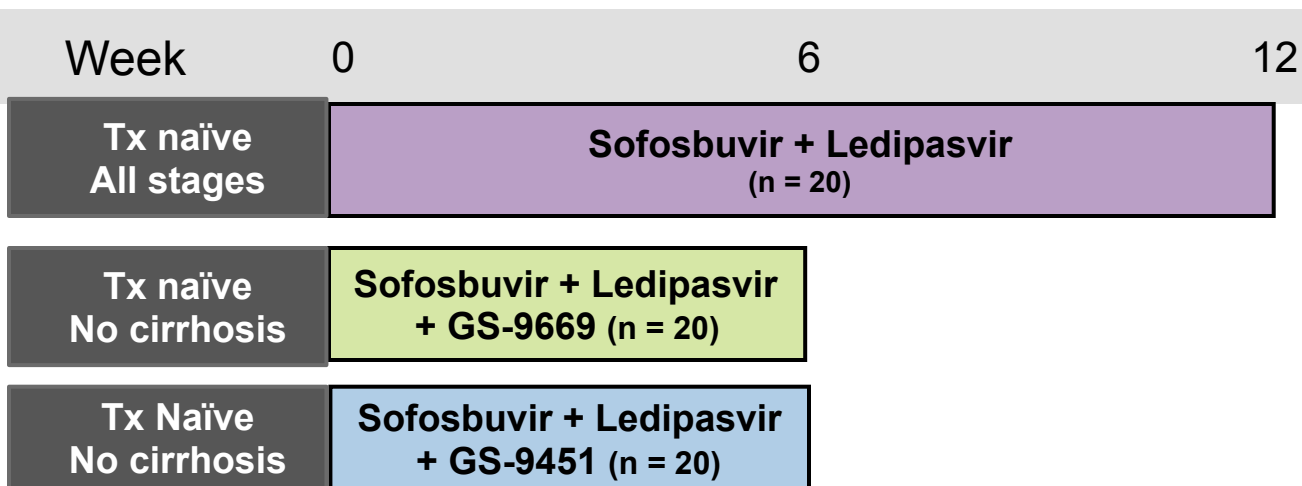 Week 0 6 12
Tx naïve
All stages
Sofosbuvir + Ledipasvir
(n = 20)
Tx naïve
No cirrhosis
Sofosbuvir + Ledipasvir
+ GS-9669 (n = 20)
Tx Naïve
No cirrhosis
Sofosbuvir + Ledipasvir
+ GS-9451 (n = 20)